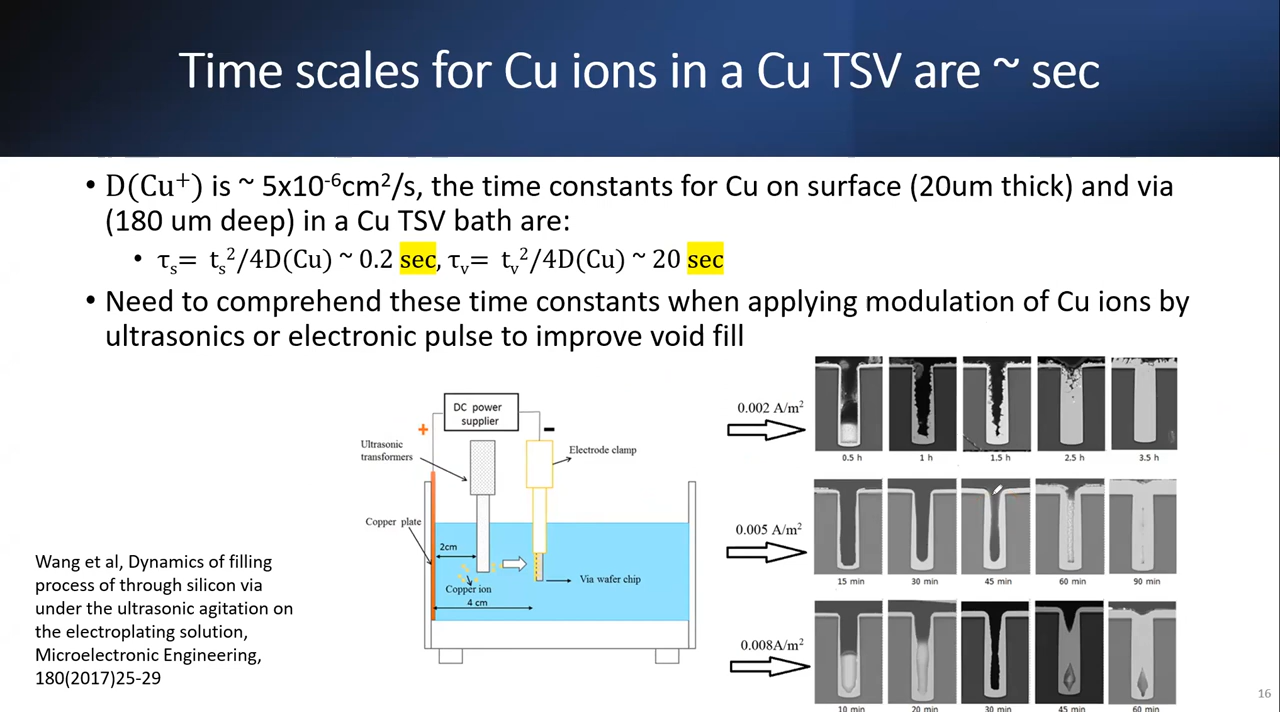 Time scales for Cu ions in a Cu TSV are ~ sec
• D(Cu⁺) is ~ 5x10⁻⁶cm²/s, the time constants for Cu on surface (20um thick) and via
(180 um deep) in a Cu TSV bath are:
• τₛ= tₛ²/4D(Cu) ~ 0.2 sec, τᵥ= tᵥ²/4D(Cu) ~ 20 sec
• Need to comprehend these time constants when applying modulation of Cu ions by
ultrasonics or electronic pulse to improve void fill
DC power
supplier
+
-
Ultrasonic
transformers
Electrode clamp
Copper plate
2cm
Copper ion
4 cm
Via wafer chip
0.002 A/m²
0.5 h
1 h
1.5 h
2.5 h
3.5 h
0.005 A/m²
15 min
30 min
45 min
60 min
90 min
0.008A/m²
10 min
20 min
30 min
45 min
60 min
Wang et al, Dynamics of filling
process of through silicon via
under the ultrasonic agitation on
the electroplating solution,
Microelectronic Engineering,
180(2017)25-29
16